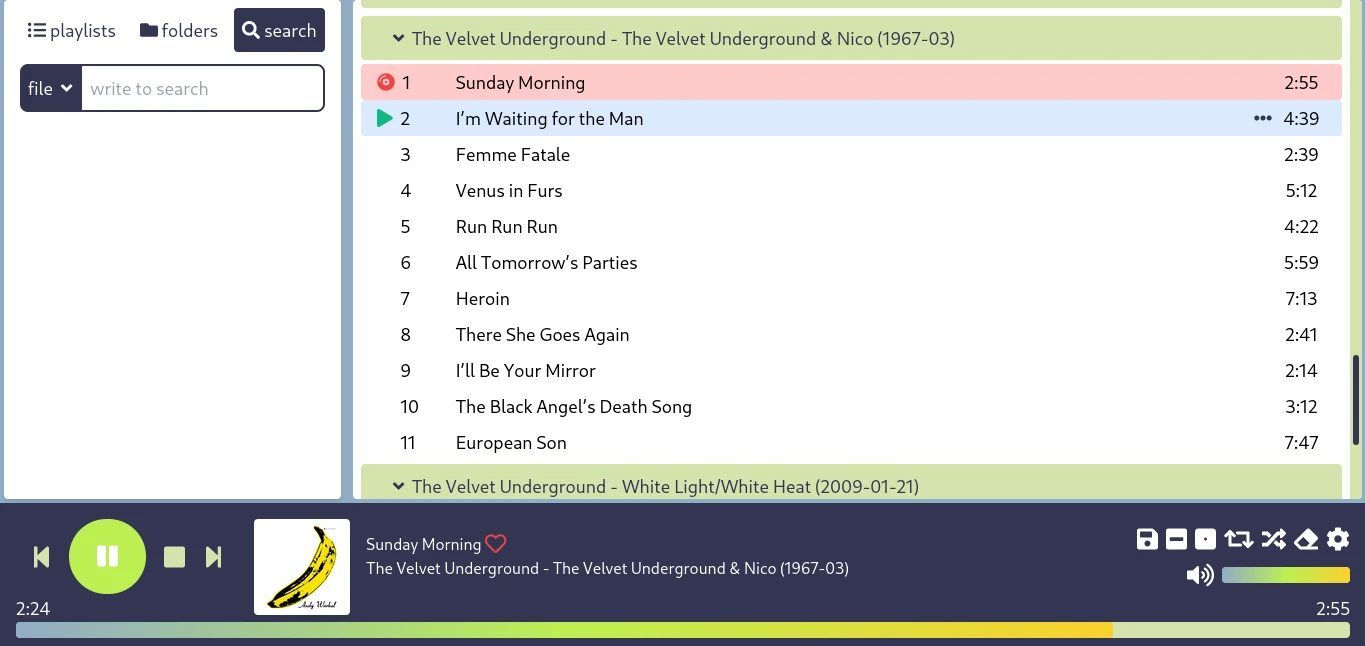 playlists folders search
file write to search
The Velvet Underground - The Velvet Underground & Nico (1967-03)
1 Sunday Morning 2:55
2 I'm Waiting for the Man ••• 4:39
3 Femme Fatale 2:39
4 Venus in Furs 5:12
5 Run Run Run 4:22
6 All Tomorrow's Parties 5:59
7 Heroin 7:13
8 There She Goes Again 2:41
9 I'll Be Your Mirror 2:14
10 The Black Angel's Death Song 3:12
11 European Son 7:47
The Velvet Underground - White Light/White Heat (2009-01-21)
Andy Warhol
Sunday Morning
The Velvet Underground - The Velvet Underground & Nico (1967-03)
2:24 2:55